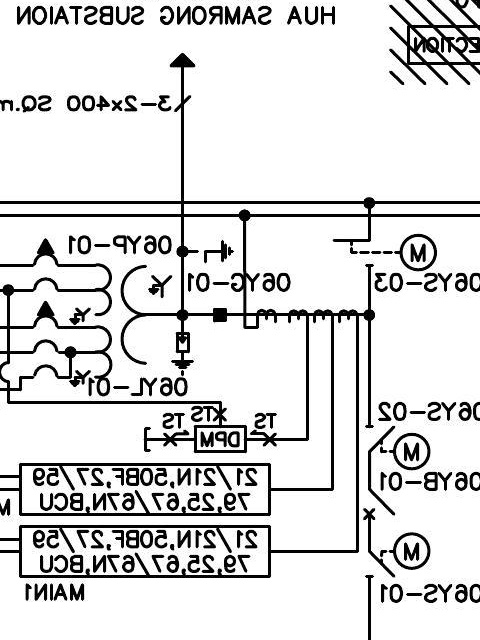 HUA SAMRONG SUBSTAION
3-2x400 SQ.m
06YP-01
06YG-01
M
06YS-03
06YL-01
06YS-02
TS
TS
TS
DPM
M
06YB-01
21/21N,50BF,27/59
79,25,67/67N,BCU
M
21/21N,50BF,27/59
79,25,67/67N,BCU
M
06YS-01
MAIN1